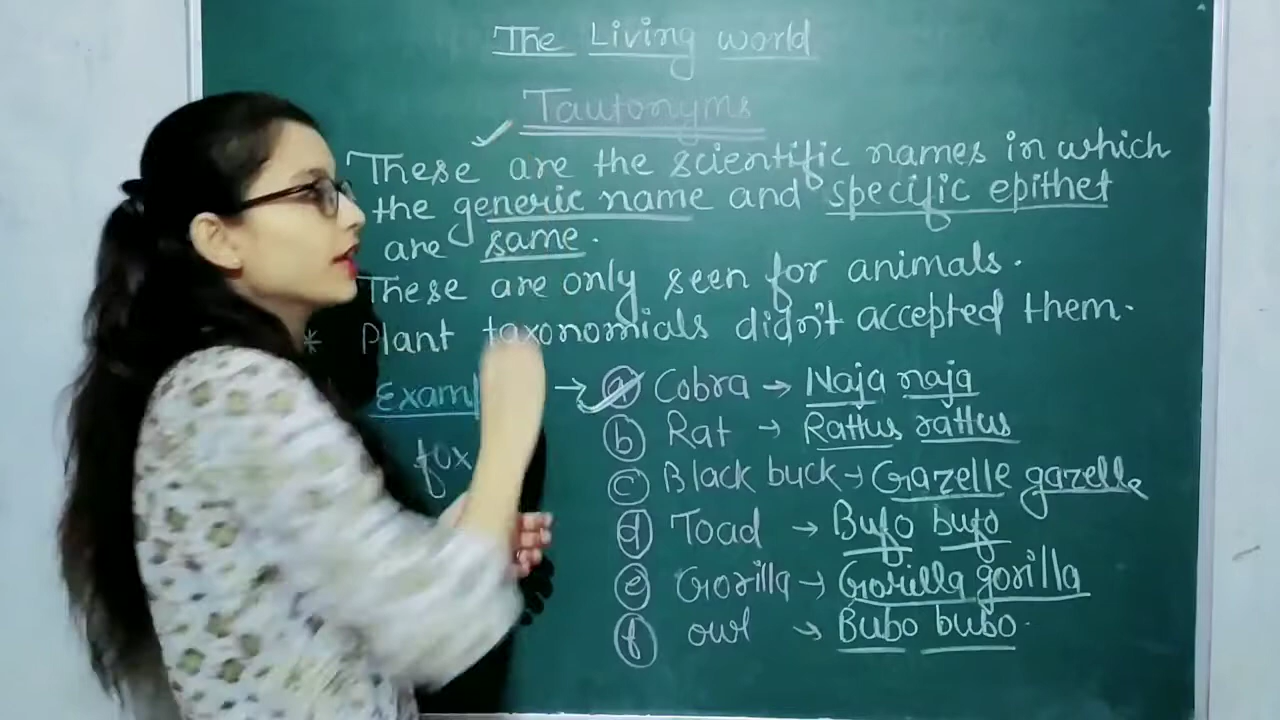 The Living world
Tautonyms
These are the scientific names in which
the generic name and specific epithet
are same.
These are only seen for animals.
* Plant taxonomials didn't accepted them.
Exam → (a) Cobra → Naja naja
fox
(b) Rat → Rattus rattus
(c) Black buck → Gazelle gazelle
(d) Toad → Bufo bufo
(e) Gorilla → Gorilla gorilla
(f) owl → Bubo bubo.